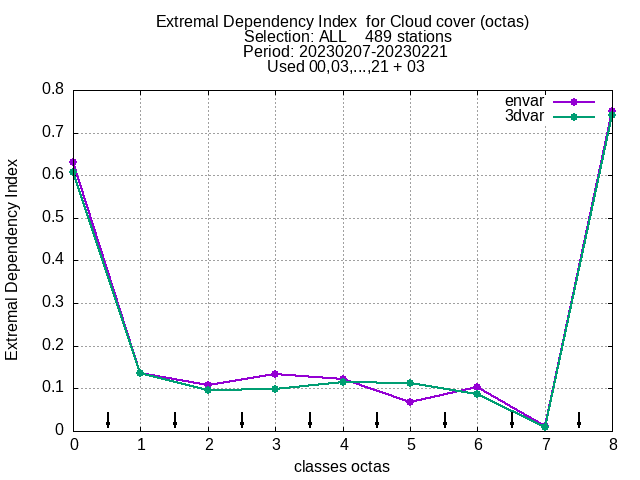 Extremal Dependency Index  for Cloud cover (octas)
Selection: ALL    489 stations
Period: 20230207-20230221
Used 00,03,...,21 + 03
envar
3dvar
0.8
0.7
0.6
0.5
0.4
0.3
0.2
0.1
0
Extremal Dependency Index
0 1 2 3 4 5 6 7 8
classes octas